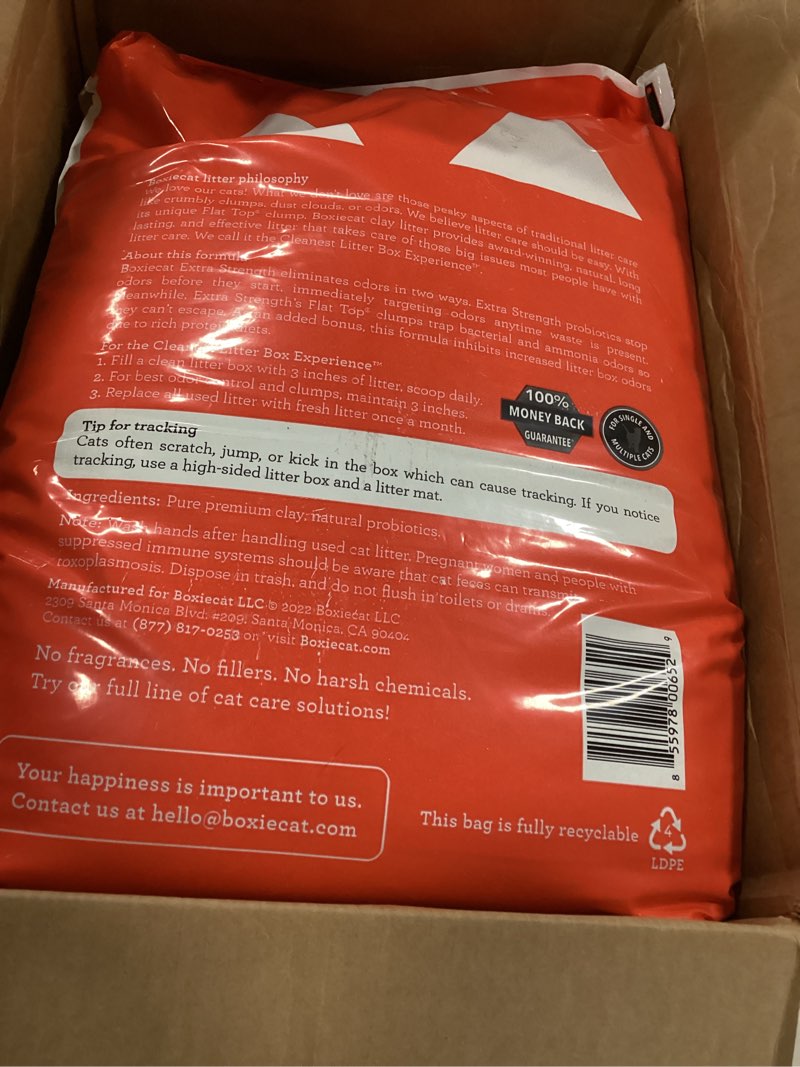 Boxiecat litter philosophy
We love our cats! What we don't love are those peaky aspects of traditional litter care
like crumbly clumps, dust clouds, or odors. We believe litter care should be easy. With
its unique Flat Top® clump, Boxiecat clay litter provides award-winning, natural, long
lasting, and effective litter that takes care of those big issues most people have with
litter care. We call it the Cleanest Litter Box Experience™.
About this formula
Boxiecat Extra Strength eliminates odors in two ways. Extra Strength probiotics stop
odors before they start, immediately targeting odors anytime waste is present.
Meanwhile, Extra Strength's Flat Top® clumps trap bacterial and ammonia odors so
they can't escape. As an added bonus, this formula inhibits increased litter box odors
due to rich protein diets.
For the Cleanest Litter Box Experience™
1. Fill a clean litter box with 3 inches of litter, scoop daily.
2. For best odor control and clumps, maintain 3 inches.
3. Replace all used litter with fresh litter once a month.
100%
MONEY BACK
GUARANTEE
FOR SINGLE AND
MULTIPLE CATS
Tip for tracking
Cats often scratch, jump, or kick in the box which can cause tracking. If you notice
tracking, use a high-sided litter box and a litter mat.
Ingredients: Pure premium clay, natural probiotics.
Note: Wash hands after handling used cat litter. Pregnant women and people with
suppressed immune systems should be aware that cat feces can transmit
toxoplasmosis. Dispose in trash, and do not flush in toilets or drains.
Manufactured for Boxiecat LLC © 2022 Boxiecat LLC
2309 Santa Monica Blvd. #209, Santa Monica, CA 90404
Contact us at (877) 817-0253 or visit Boxiecat.com
No fragrances. No fillers. No harsh chemicals.
Try our full line of cat care solutions!
8 55978 00652 9
Your happiness is important to us.
Contact us at hello@boxiecat.com
This bag is fully recyclable
4
LDPE